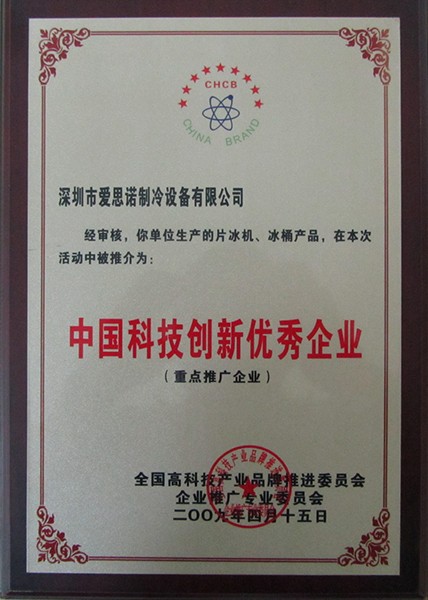 CHCB
CHINA BRAND
深圳市爱思诺制冷设备有限公司
经审核，你单位生产的片冰机、冰桶产品，在本次
活动中被推介为：
中国科技创新优秀企业
（重点推广企业）
全国高科技产业品牌推进委员会
企业推广专业委员会
二〇〇九年四月十五日